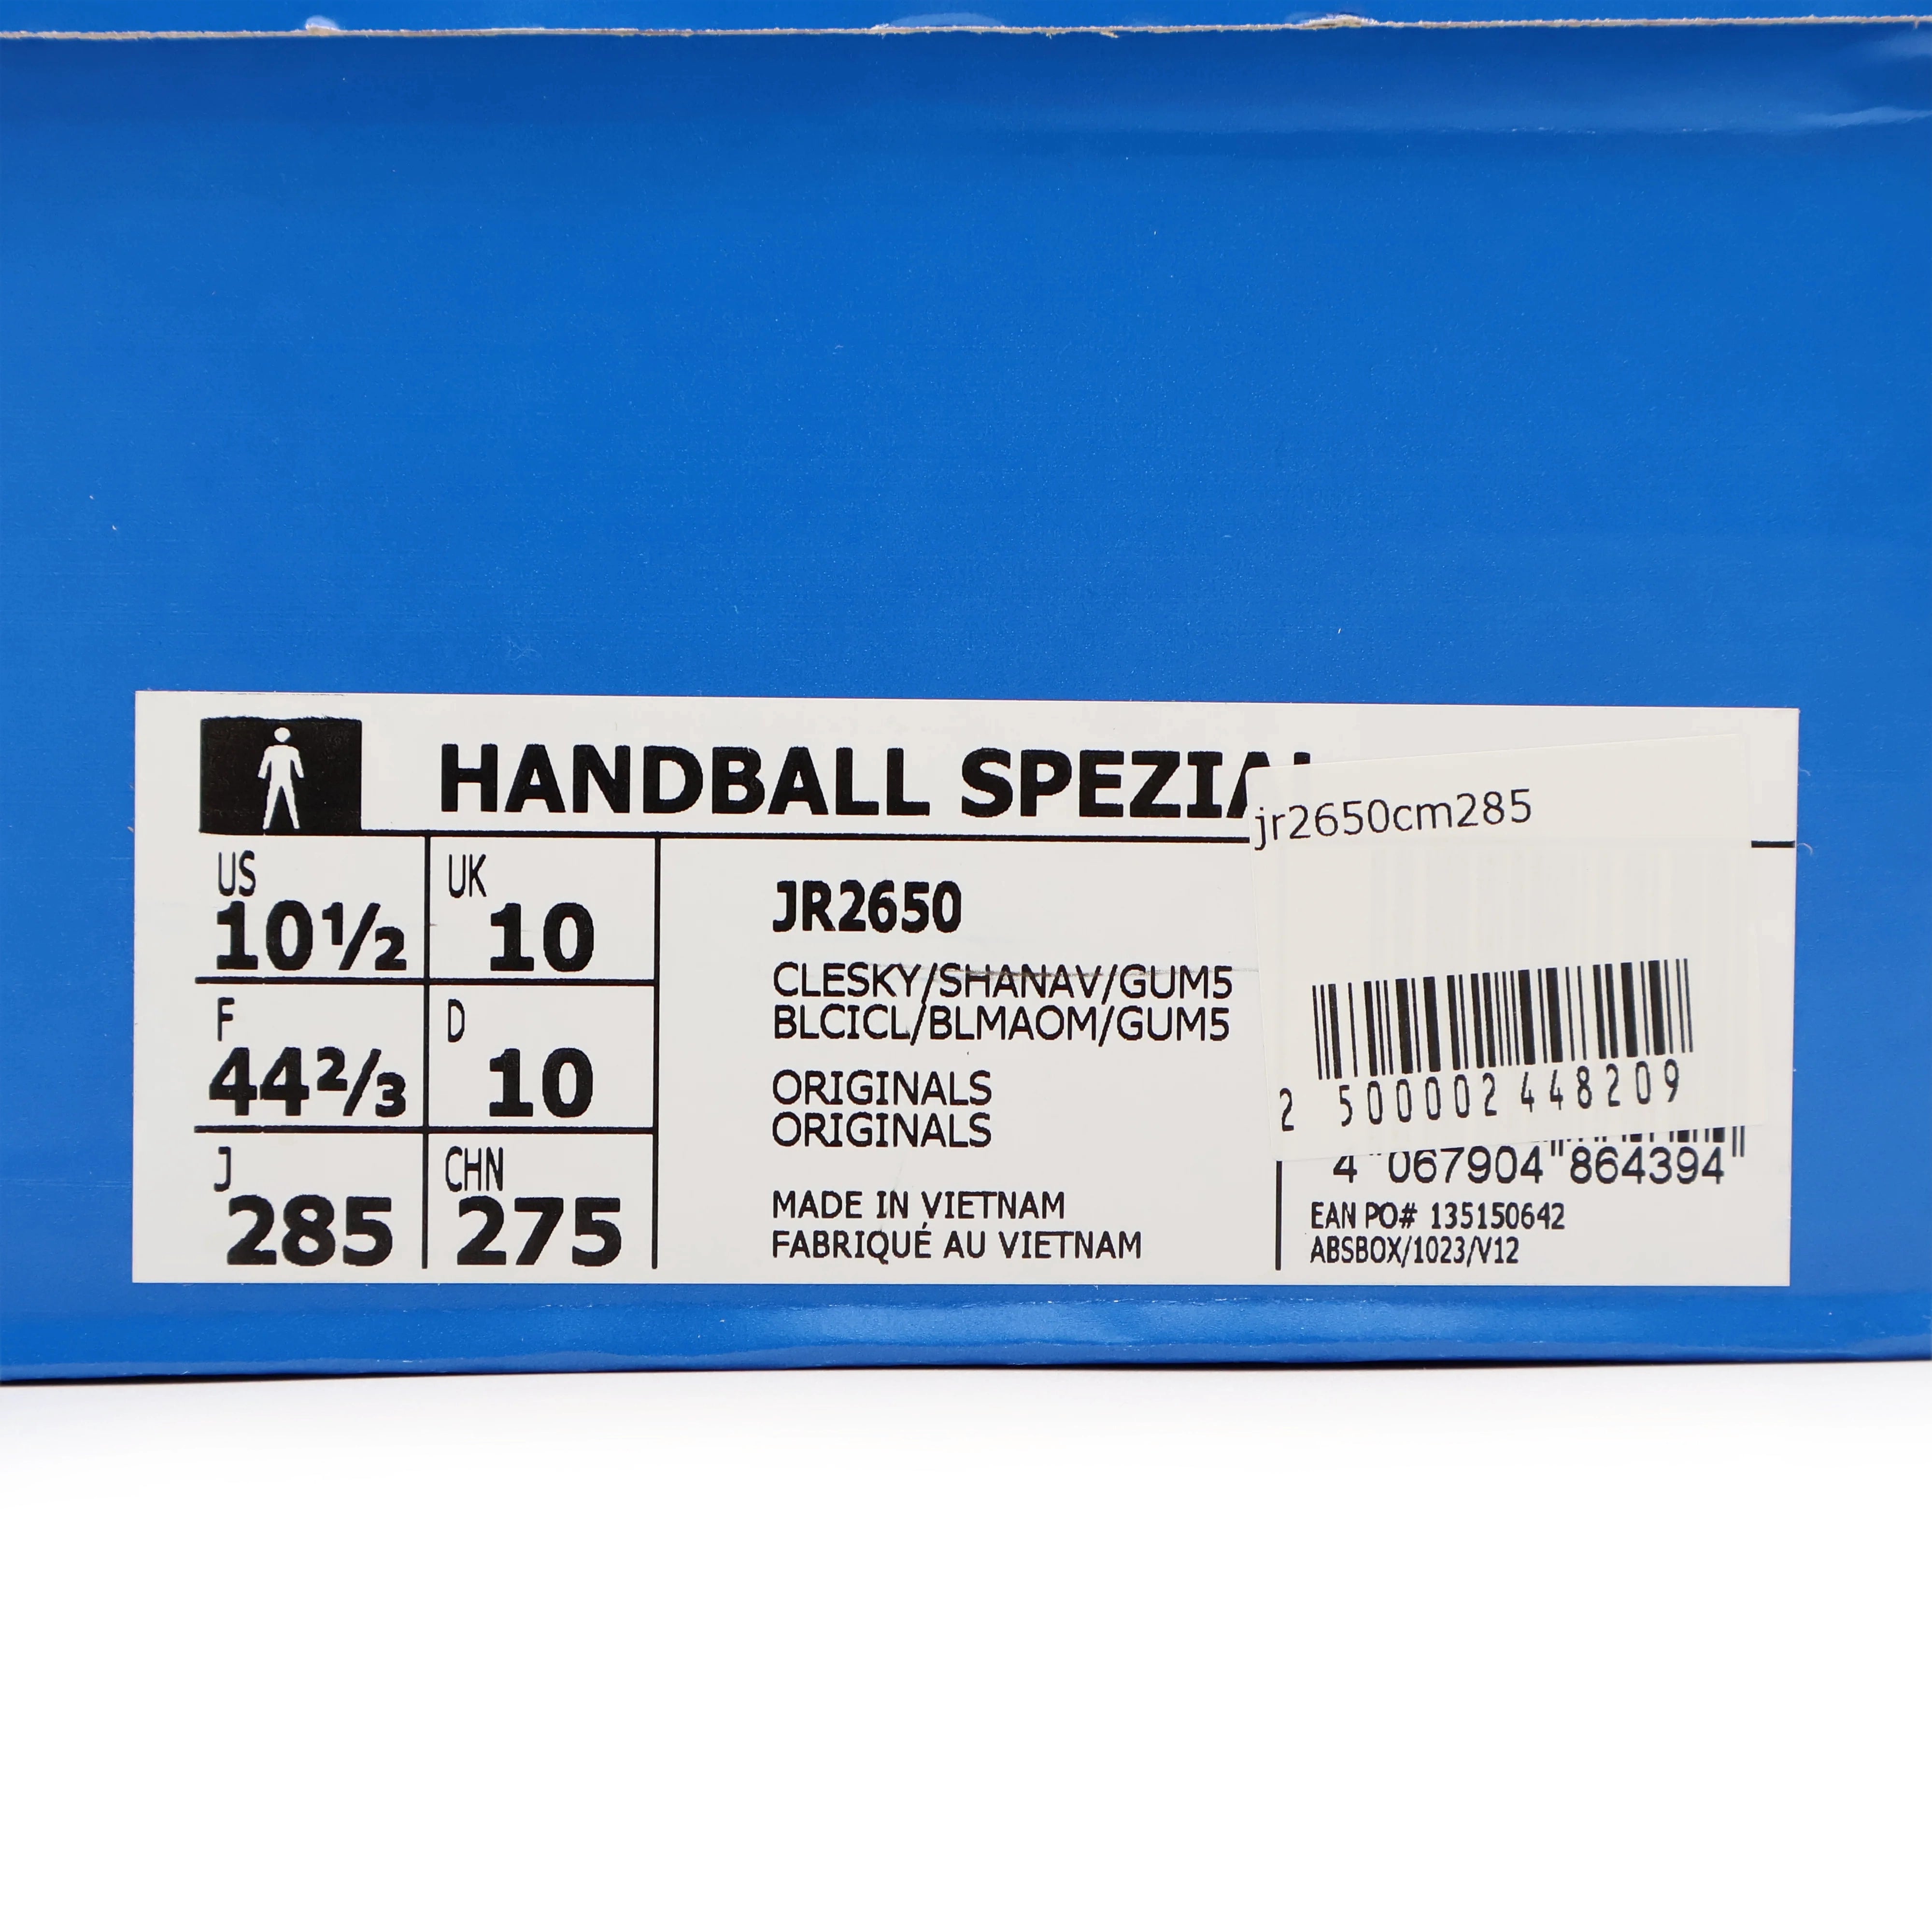 HANDBALL SPEZIAL
jr2650cm285
US
10½
UK
10
F
44⅔
D
10
J
285
CHN
275
JR2650
CLESKY/SHANAV/GUM5
BLCICL/BLMAOM/GUM5
ORIGINALS
ORIGINALS
MADE IN VIETNAM
FABRIQUÉ AU VIETNAM
2 500002 448209
4 "067904"864394"
EAN PO# 135150642
ABSBOX/1023/V12